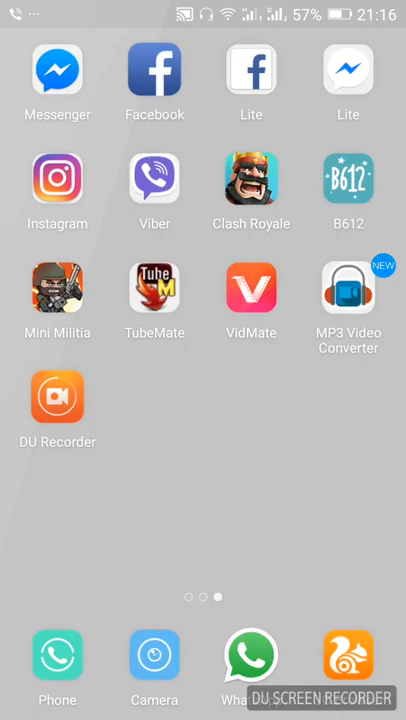 57% 21:16
Messenger
Facebook
Lite
Lite
B612
Instagram
Viber
Clash Royale
B612
Tube
M
NEW
Mini Militia
TubeMate
VidMate
MP3 Video
Converter
DU Recorder
Phone
Camera
DU SCREEN RECORDER